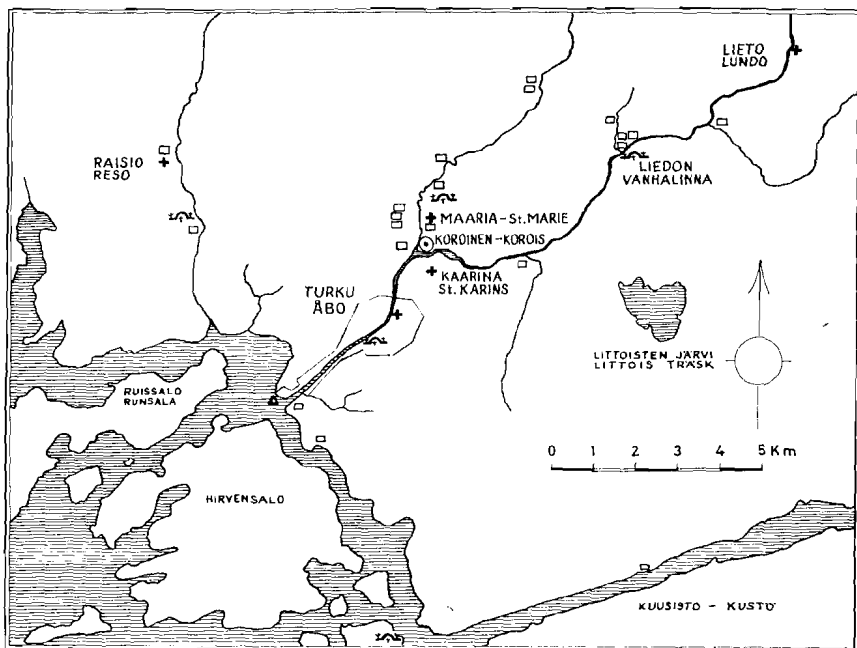 LIETO
LUNDO
RAISIO
RESO
LIEDON
VANHALINNA
MAARIA-St. MARIE
KOROINEN-KOROIS
KAARINA
St. KARINS
TURKU
ÅBO
LITTOISTEN JÄRVI
LITTOIS TRÄSK
RUISSALO
RUNSALA
0 1 2 3 4 5 Km
HIRVENSALO
KUUSISTO - KUSTÖ